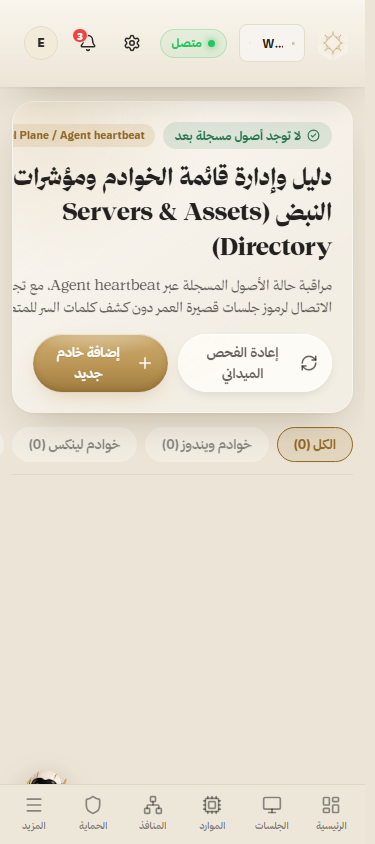 W...
متصل
3
E
لا توجد أصول مسجلة بعد
Plane / Agent heartbeat
دليل وإدارة قائمة الخوادم ومؤشرات
النبض (Servers & Assets
Directory)
مراقبة حالة الأصول المسجلة عبر Agent heartbeat، مع
الاتصال لرموز جلسات قصيرة العمر دون كشف كلمات السر
إعادة الفحص
الميداني
إضافة خادم
جديد
الكل (0)
خوادم ويندوز (0)
خوادم لينكس (0)
الرئيسية
الجلسات
الموارد
المنافذ
الحماية
المزيد